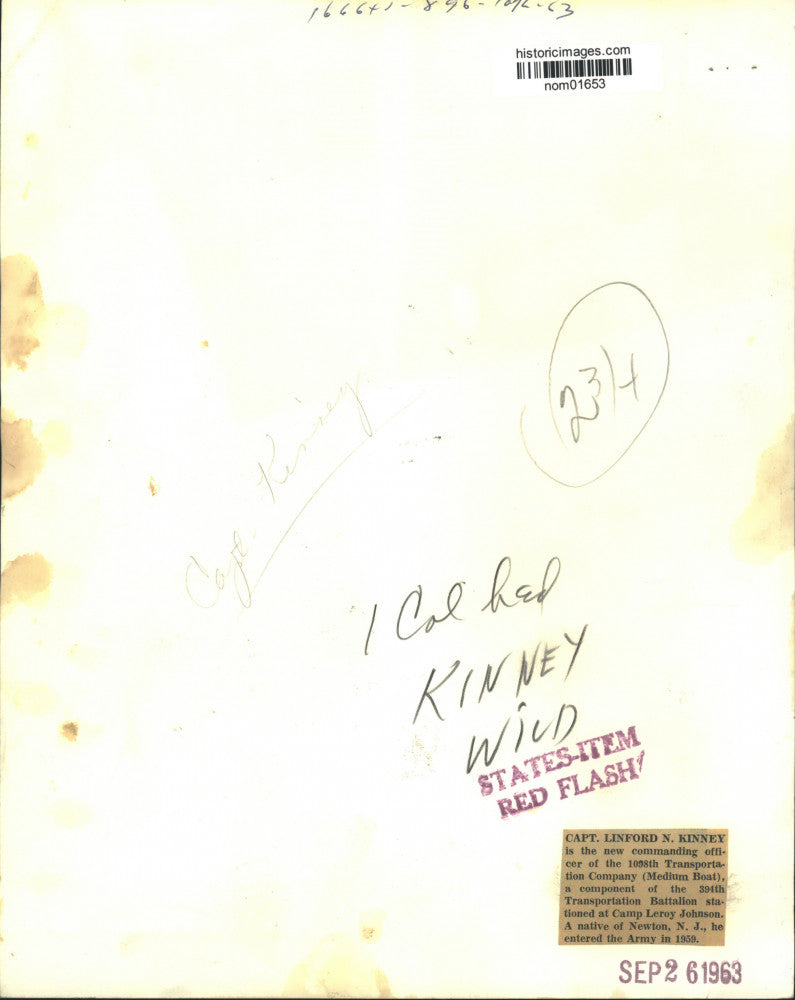 historicimages.com
nom01653
2 3/4
Capt. Kinney
1 Col hed
KINNEY
WILD
STATES-ITEM
RED FLASH
CAPT. LINFORD N. KINNEY
is the new commanding offi-
cer of the 1098th Transporta-
tion Company (Medium Boat),
a component of the 394th
Transportation Battalion sta-
tioned at Camp Leroy Johnson.
A native of Newton, N. J., he
entered the Army in 1959.
SEP 26 1963